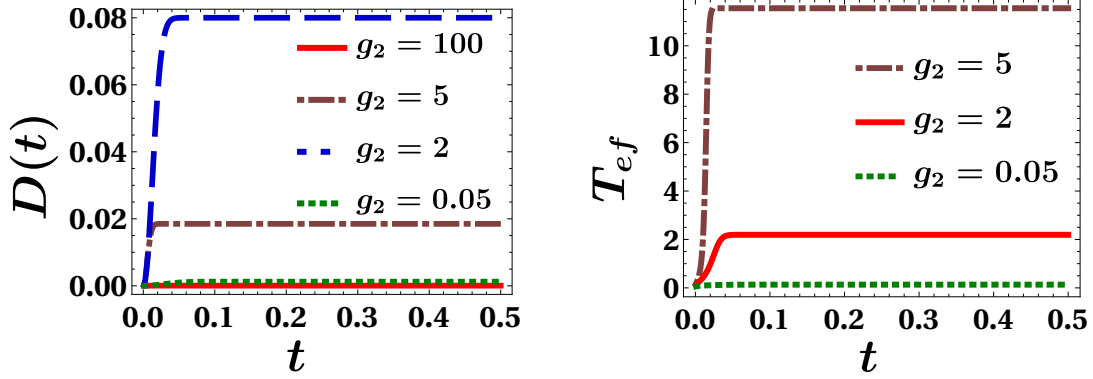 D(t)
0.08
0.06
0.04
0.02
0.00
g₂ = 100
g₂ = 5
g₂ = 2
g₂ = 0.05
0.0 0.1 0.2 0.3 0.4 0.5
t
T_{ef}
10
8
6
4
2
0
g₂ = 5
g₂ = 2
g₂ = 0.05
0.0 0.1 0.2 0.3 0.4 0.5
t